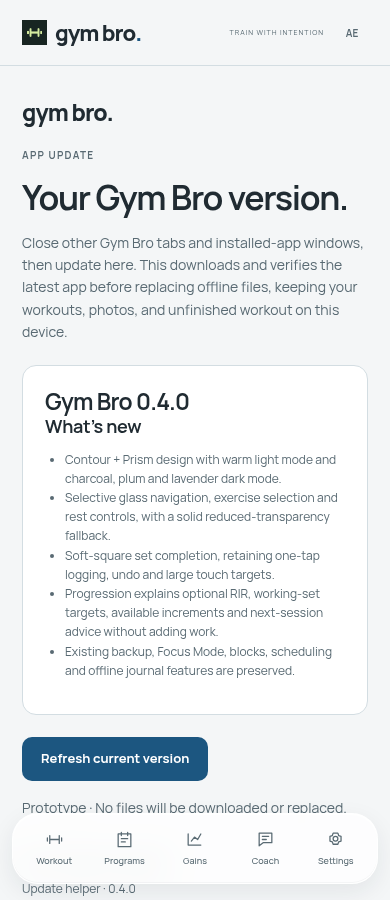 gym bro.
TRAIN WITH INTENTION
AE
gym bro.
APP UPDATE
Your Gym Bro version.
Close other Gym Bro tabs and installed-app windows,
then update here. This downloads and verifies the
latest app before replacing offline files, keeping your
workouts, photos, and unfinished workout on this
device.
Gym Bro 0.4.0
What's new
• Contour + Prism design with warm light mode and
charcoal, plum and lavender dark mode.
• Selective glass navigation, exercise selection and
rest controls, with a solid reduced-transparency
fallback.
• Soft-square set completion, retaining one-tap
logging, undo and large touch targets.
• Progression explains optional RIR, working-set
targets, available increments and next-session
advice without adding work.
• Existing backup, Focus Mode, blocks, scheduling
and offline journal features are preserved.
Refresh current version
Prototype · No files will be downloaded or replaced.
Workout
Programs
Gains
Coach
Settings
Update helper · 0.4.0